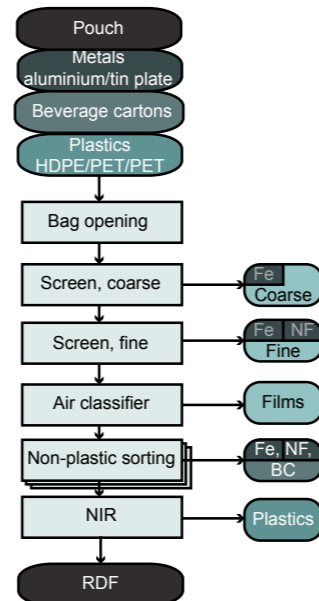 Pouch
Metals
aluminium/tin plate
Beverage cartons
Plastics
HDPE/PET/PET
Bag opening
Screen, coarse
Fe
Coarse
Screen, fine
Fe NF
Fine
Air classifier
Films
Non-plastic sorting
Fe, NF,
BC
NIR
Plastics
RDF